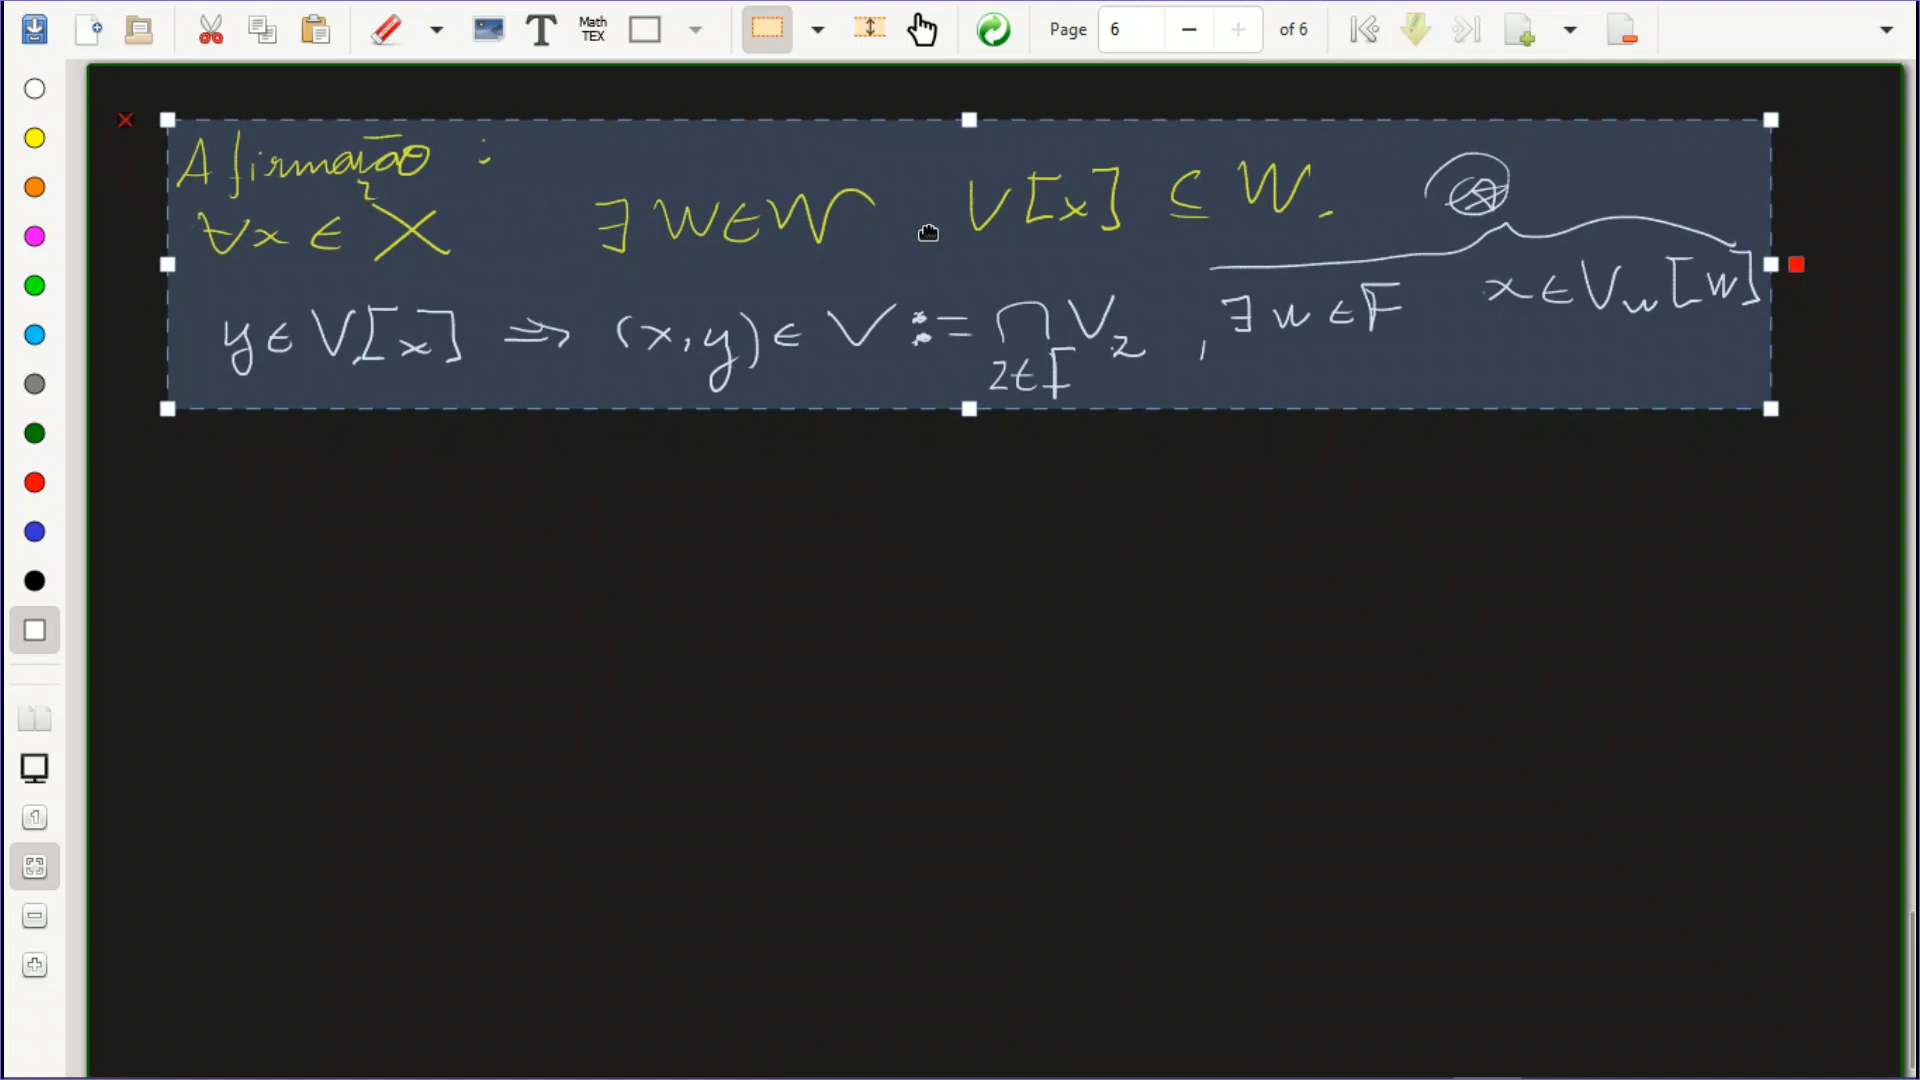 Math TEX Page 6 of 6
Afirmação :
∀x ∈ X ∃ W ∈ 𝒲 , V[x] ⊆ W. ⊛
y ∈ V[x] ⇒ (x,y) ∈ V := ⋂_{z∈F} V_z , ∃ w ∈ F x ∈ V_w[w]